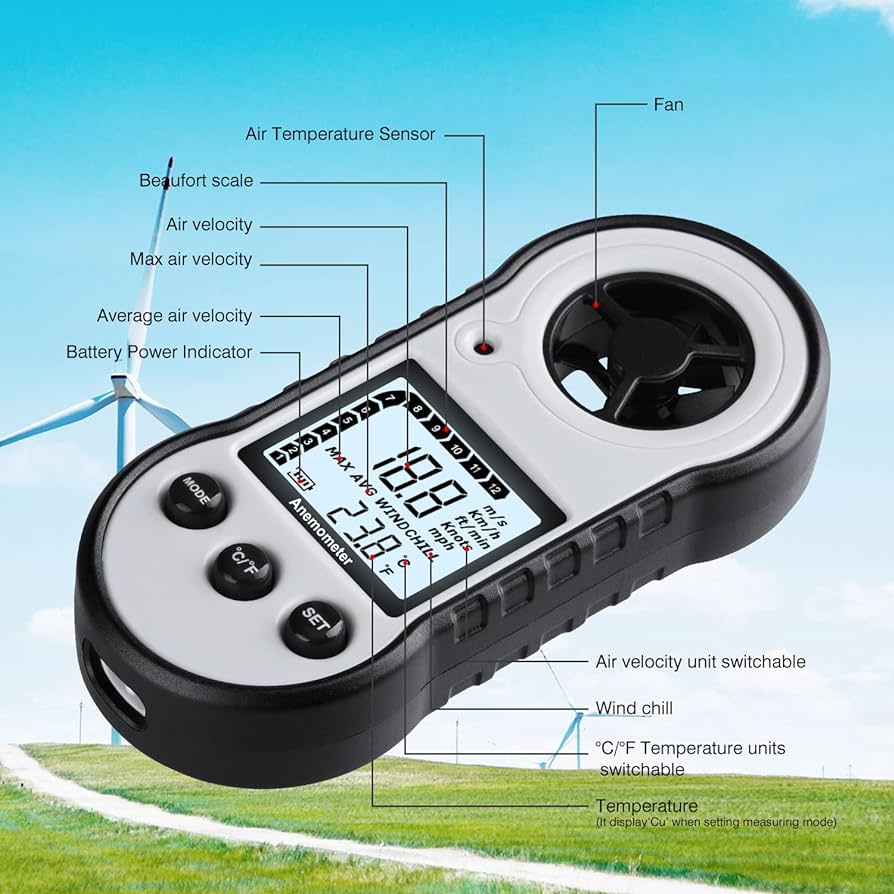 Fan
Air Temperature Sensor
Beaufort scale
Air velocity
Max air velocity
Average air velocity
Battery Power Indicator
1 2 3 4 5 6 7 8 9 10 11 12
MAX AVG WINDCHILL
18.8
m/s
Km/h
ft/min
Knots
mph
23.8
°C
°F
Anemometer
MODE
°C/°F
SET
Air velocity unit switchable
Wind chill
°C/°F Temperature units
switchable
Temperature
(It display'Cu' when setting measuring mode)